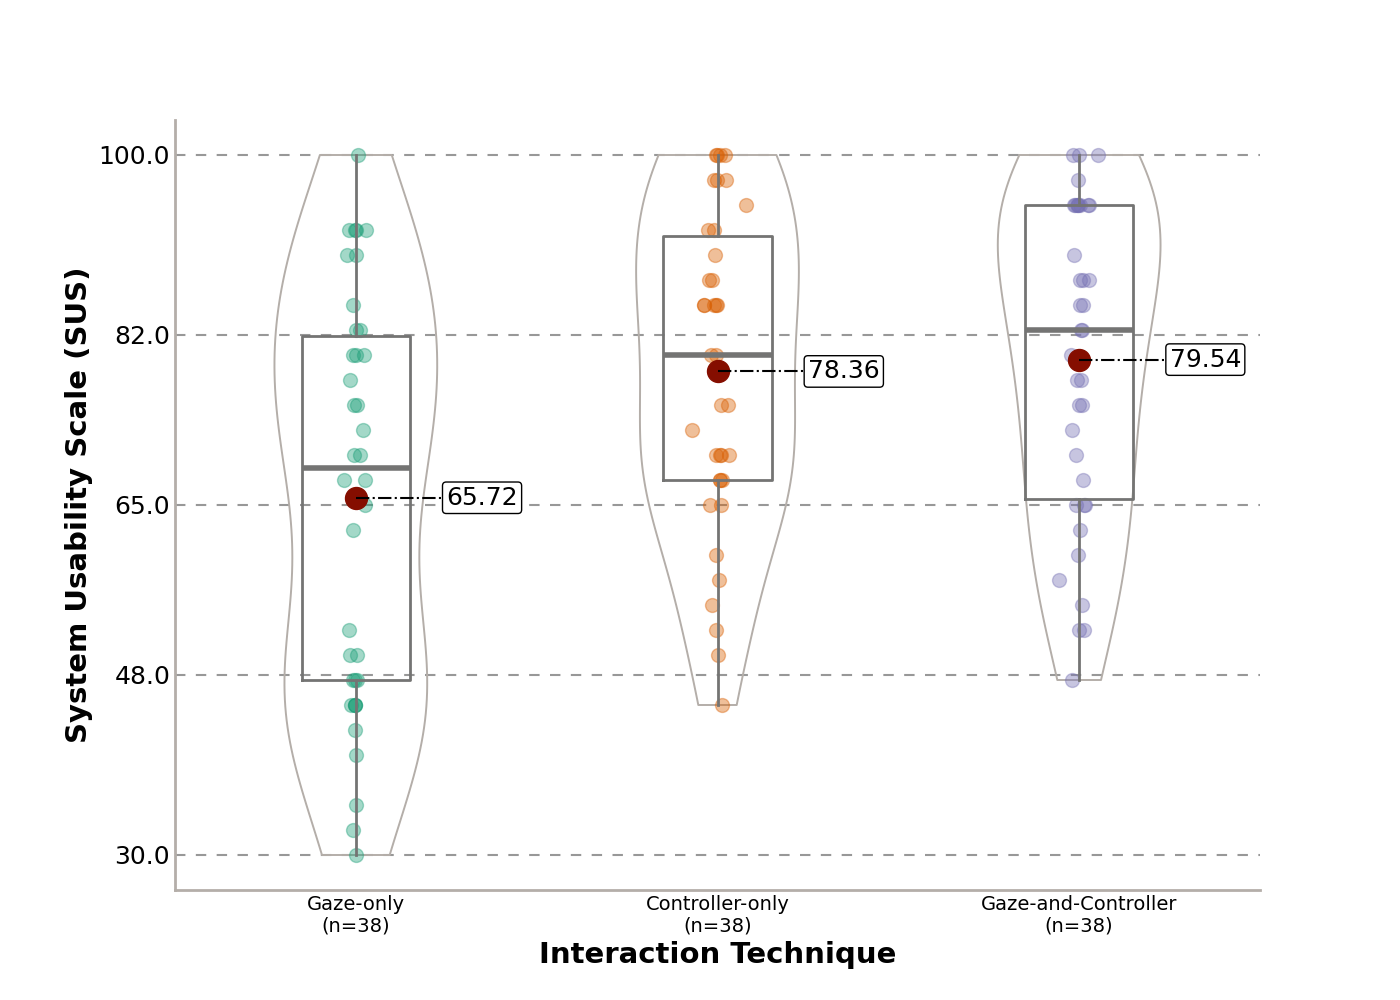 System Usability Scale (SUS)
100.0
82.0
65.0
48.0
30.0
65.72
78.36
79.54
Gaze-only
(n=38)
Controller-only
(n=38)
Gaze-and-Controller
(n=38)
Interaction Technique